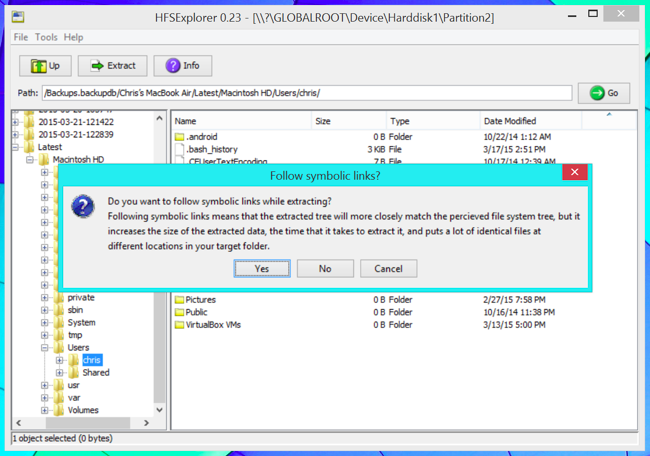 HFSExplorer 0.23 - [\\?\GLOBALROOT\Device\Harddisk1\Partition2]
File Tools Help
Up Extract Info
Path: /Backups.backupdb/Chris's MacBook Air/Latest/Macintosh HD/Users/chris/ Go
2015-03-21-121422
2015-03-21-122839
Latest
Macintosh HD
Name Size Type Date Modified
.android 0 B Folder 10/22/14 1:12 AM
.bash_history 3 KiB File 3/17/15 2:51 PM
.CFUserTextEncoding 7 B File 10/17/14 12:39 AM
Follow symbolic links?
Do you want to follow symbolic links while extracting?
Following symbolic links means that the extracted tree will more closely match the percieved file system tree, but it
increases the size of the extracted data, the time that it takes to extract it, and puts a lot of identical files at
different locations in your target folder.
Yes No Cancel
private
sbin
System
tmp
Users
chris
Shared
usr
var
Volumes
Pictures 0 B Folder 2/27/15 7:58 PM
Public 0 B Folder 10/16/14 11:38 PM
VirtualBox VMs 0 B Folder 3/13/15 5:00 PM
1 object selected (0 bytes)